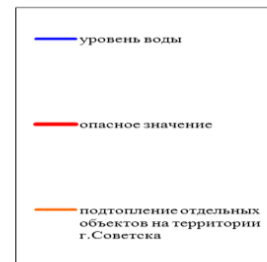 уровень воды
опасное значение
подтопление отдельных
объектов на территории
г.Советска